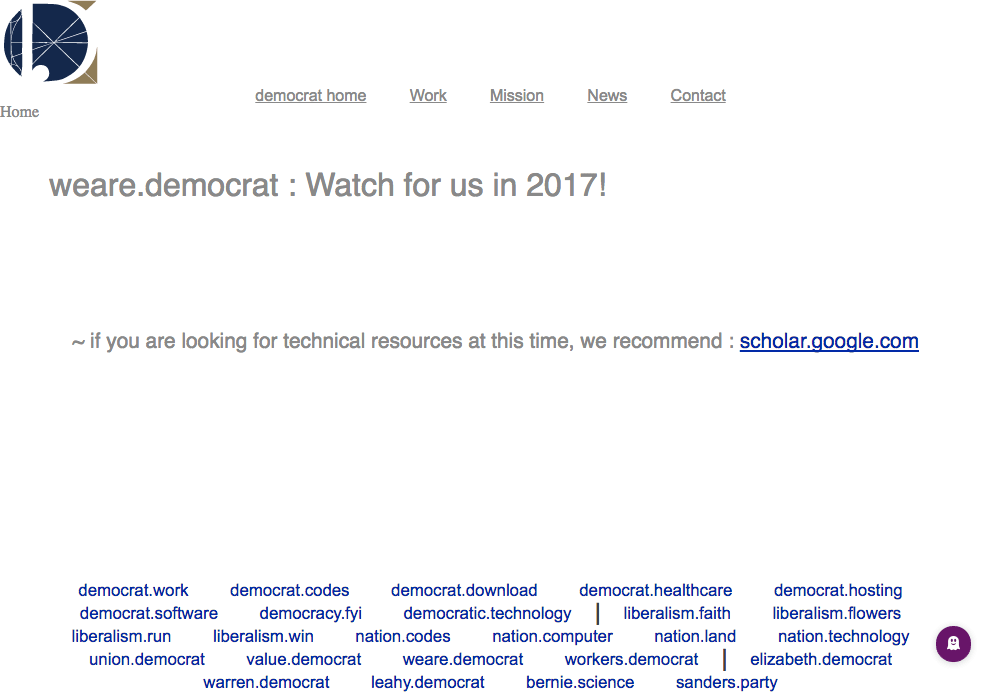 democrat home Work Mission News Contact
Home
weare.democrat : Watch for us in 2017!
~ if you are looking for technical resources at this time, we recommend : scholar.google.com
democrat.work democrat.codes democrat.download democrat.healthcare democrat.hosting
democrat.software democracy.fyi democratic.technology | liberalism.faith liberalism.flowers
liberalism.run liberalism.win nation.codes nation.computer nation.land nation.technology
union.democrat value.democrat weare.democrat workers.democrat | elizabeth.democrat
warren.democrat leahy.democrat bernie.science sanders.party